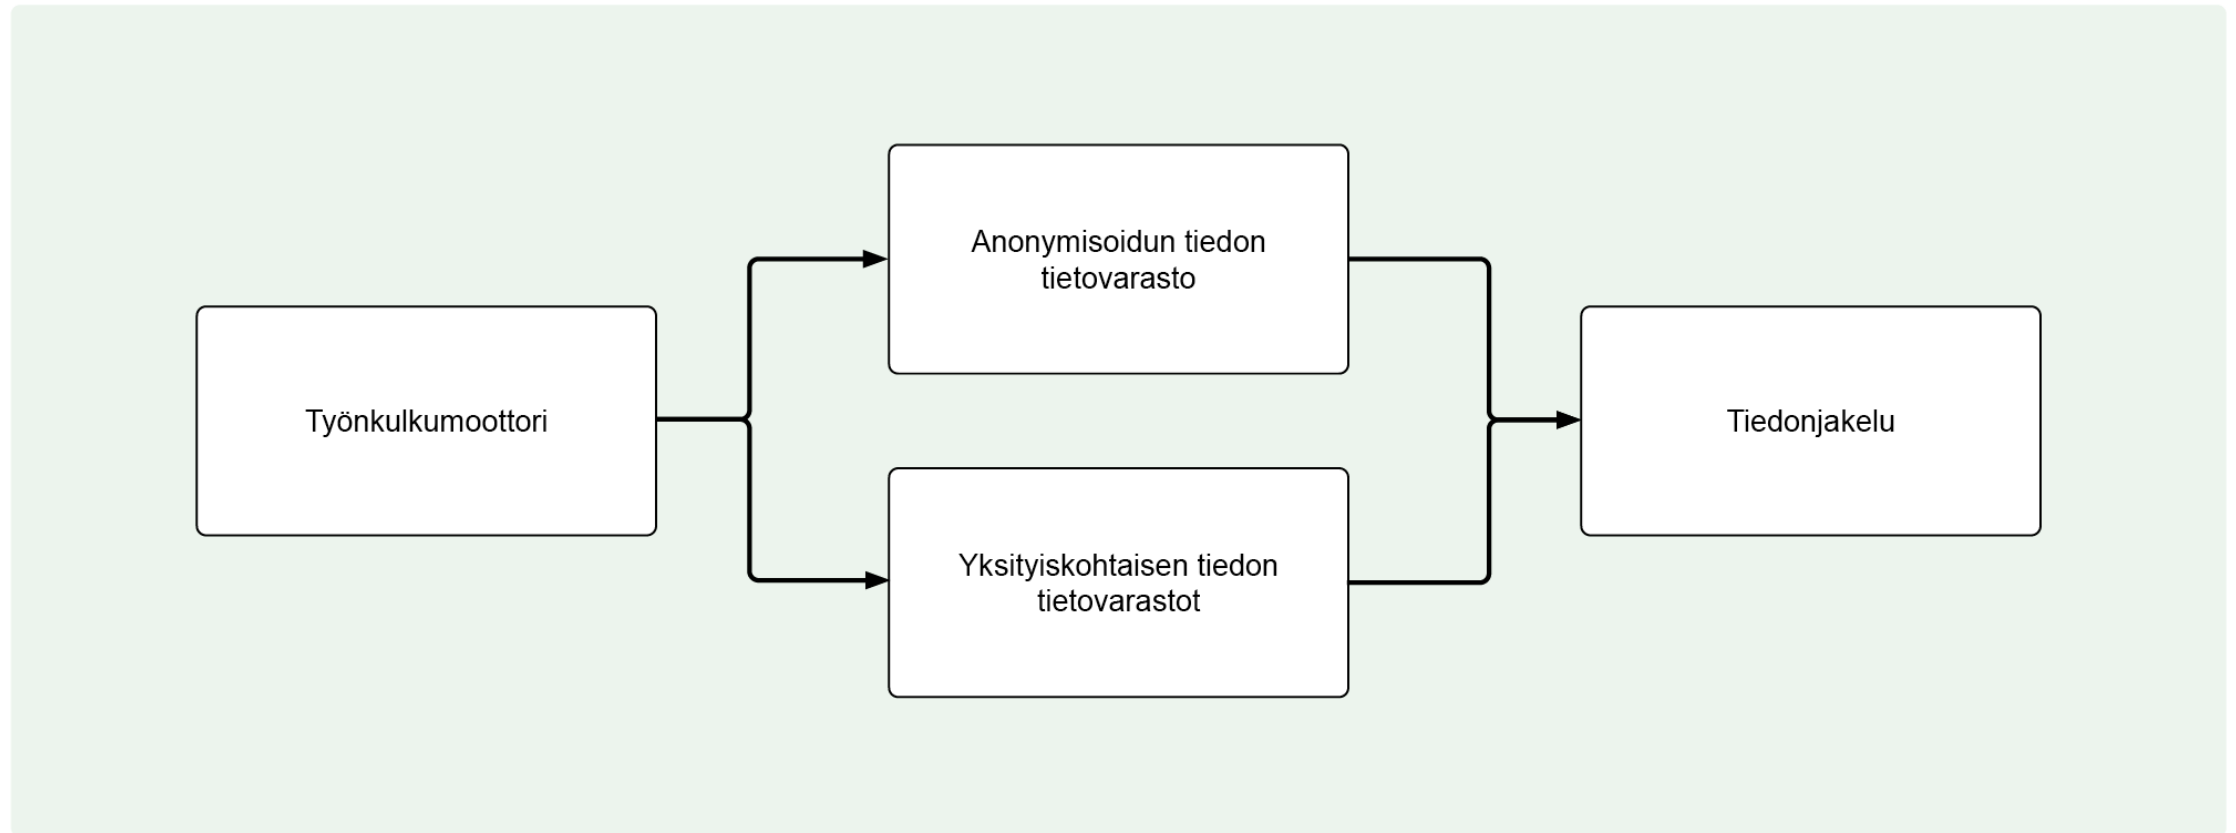 Työnkulkumoottori
Anonymisoidun tiedon
tietovarasto
Yksityiskohtaisen tiedon
tietovarastot
Tiedonjakelu